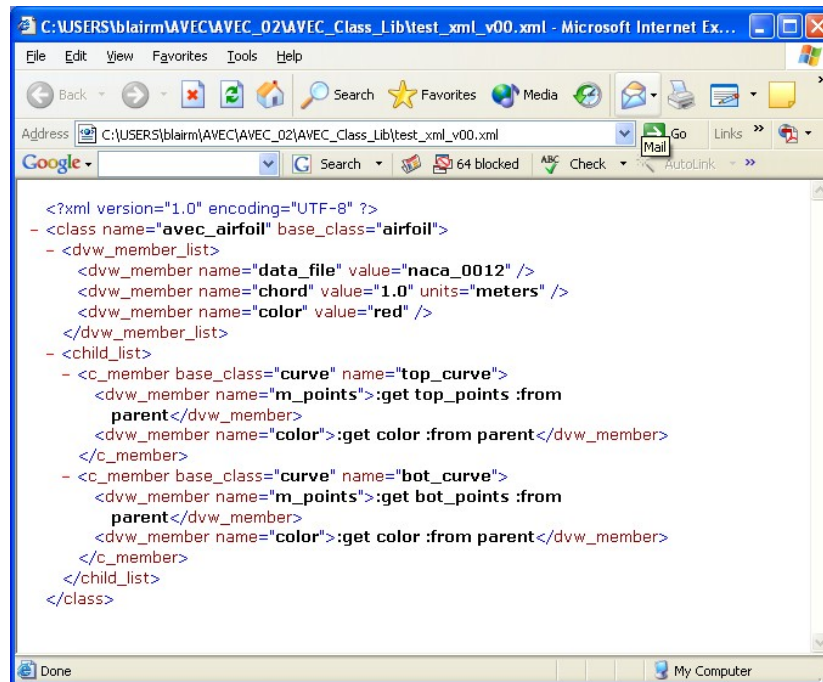 C:\USERS\blairm\AVEC\AVEC_02\AVEC_Class_Lib\test_xml_v00.xml - Microsoft Internet Ex...
File Edit View Favorites Tools Help
Back Search Favorites Media
Address C:\USERS\blairm\AVEC\AVEC_02\AVEC_Class_Lib\test_xml_v00.xml Go Links »
Mail
Google Search 64 blocked ABC Check AutoLink »
<?xml version="1.0" encoding="UTF-8" ?>
- <class name="avec_airfoil" base_class="airfoil">
- <dvw_member_list>
<dvw_member name="data_file" value="naca_0012" />
<dvw_member name="chord" value="1.0" units="meters" />
<dvw_member name="color" value="red" />
</dvw_member_list>
- <child_list>
- <c_member base_class="curve" name="top_curve">
<dvw_member name="m_points">:get top_points :from
parent</dvw_member>
<dvw_member name="color">:get color :from parent</dvw_member>
</c_member>
- <c_member base_class="curve" name="bot_curve">
<dvw_member name="m_points">:get bot_points :from
parent</dvw_member>
<dvw_member name="color">:get color :from parent</dvw_member>
</c_member>
</child_list>
</class>
Done My Computer